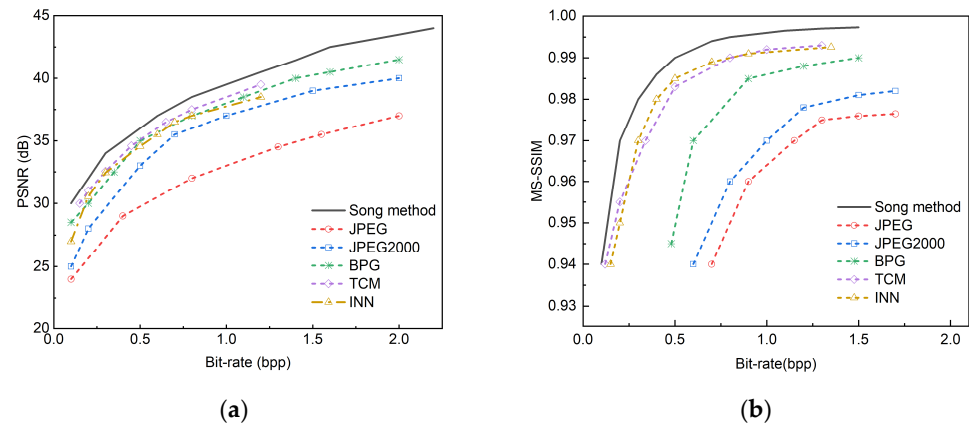 45
40
35
30
25
20
PSNR (dB)
0.0 0.5 1.0 1.5 2.0
Bit-rate (bpp)
Song method
JPEG
JPEG2000
BPG
TCM
INN
(a)
1.00
0.99
0.98
0.97
0.96
0.95
0.94
0.93
MS-SSIM
0.0 0.5 1.0 1.5 2.0
Bit-rate(bpp)
Song method
JPEG
JPEG2000
BPG
TCM
INN
(b)